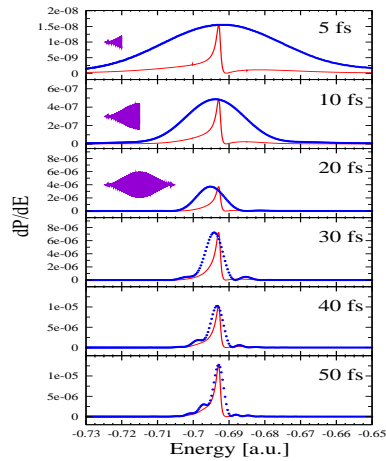 2e-08
1.5e-08
1e-08
5e-09
0
5 fs
6e-07
4e-07
2e-07
0
10 fs
8e-06
6e-06
4e-06
2e-06
0
20 fs
8e-06
6e-06
4e-06
2e-06
0
30 fs
1e-05
5e-06
0
40 fs
1e-05
5e-06
0
50 fs
dP/dE
-0.73 -0.72 -0.71 -0.7 -0.69 -0.68 -0.67 -0.66 -0.65
Energy [a.u.]